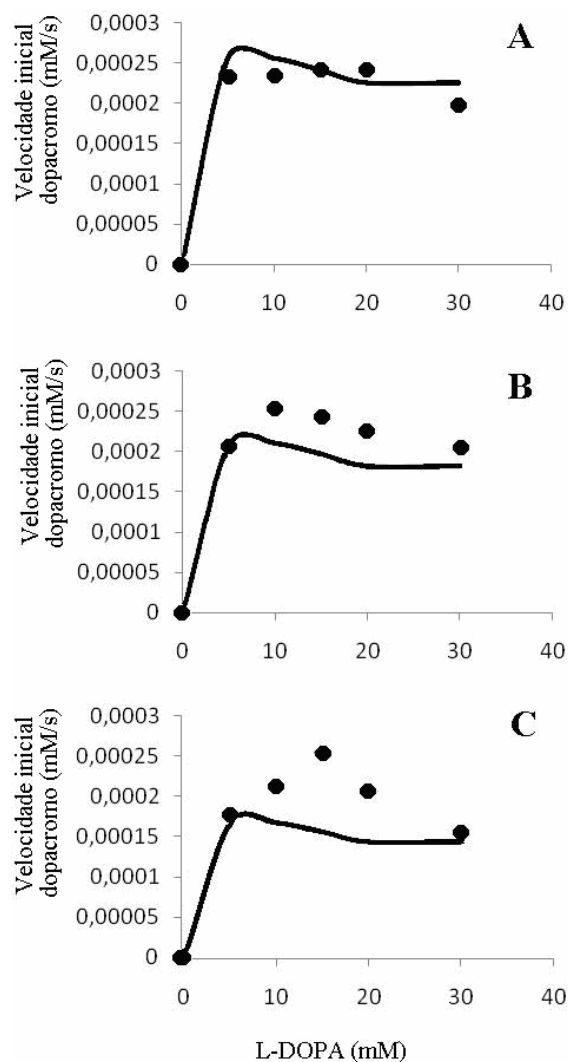 A
Velocidade inicial
dopacromo (mM/s)
0,0003
0,00025
0,0002
0,00015
0,0001
0,00005
0
0 10 20 30 40
B
Velocidade inicial
dopacromo (mM/s)
0,0003
0,00025
0,0002
0,00015
0,0001
0,00005
0
0 10 20 30 40
C
Velocidade inicial
dopacromo (mM/s)
0,0003
0,00025
0,0002
0,00015
0,0001
0,00005
0
0 10 20 30 40
L-DOPA (mM)